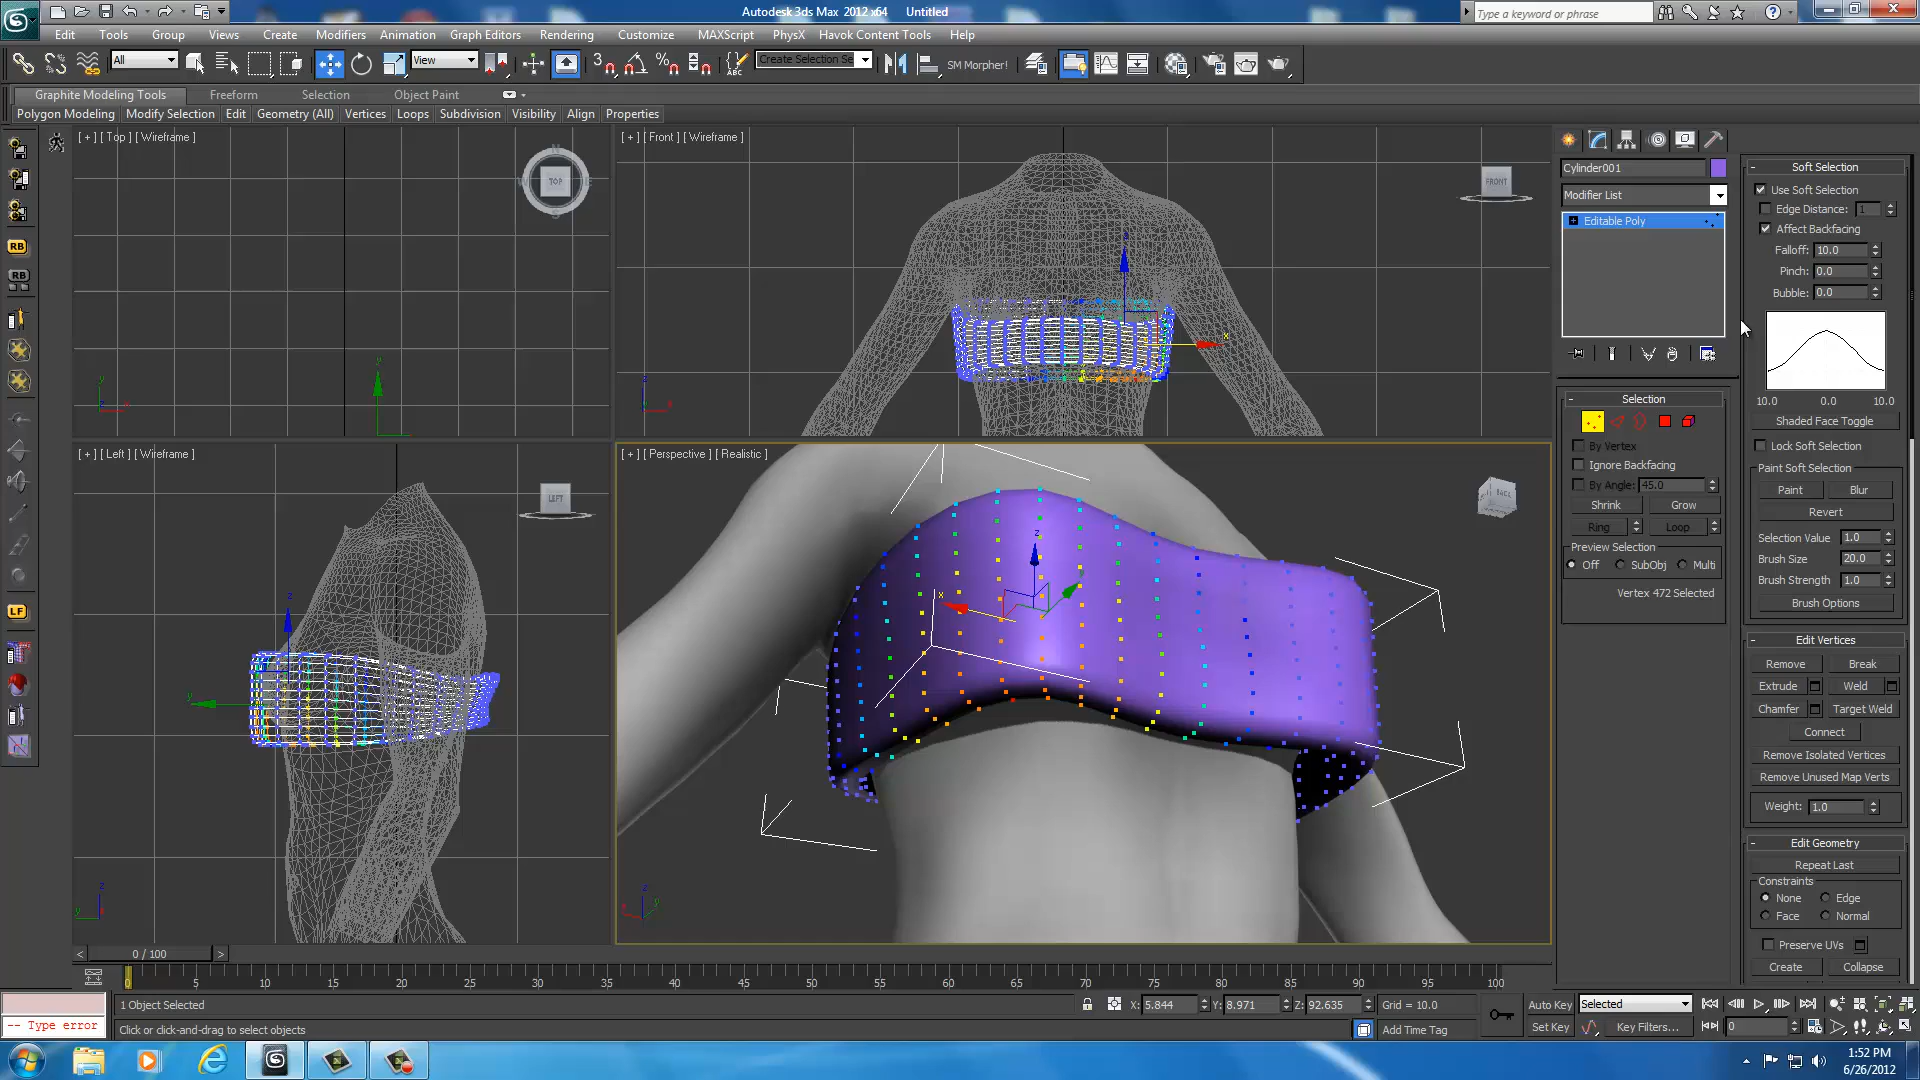 Autodesk 3ds Max 2012 x64 Untitled
Type a keyword or phrase
Edit Tools Group Views Create Modifiers Animation Graph Editors Rendering Customize MAXScript PhysX Havok Content Tools Help
All View 3 Create Selection Se SM Morpher!
Graphite Modeling Tools Freeform Selection Object Paint
Polygon Modeling Modify Selection Edit Geometry (All) Vertices Loops Subdivision Visibility Align Properties
[ + ] [ Top ] [ Wireframe ]
TOP
[ + ] [ Front ] [ Wireframe ]
FRONT
[ + ] [ Left ] [ Wireframe ]
LEFT
[ + ] [ Perspective ] [ Realistic ]
BACK
RB
RB
LF
Cylinder001
Modifier List
Editable Poly
Selection
By Vertex
Ignore Backfacing
By Angle: 45.0
Shrink Grow
Ring Loop
Preview Selection
Off SubObj Multi
Vertex 472 Selected
Soft Selection
Use Soft Selection
Edge Distance: 1
Affect Backfacing
Falloff: 10.0
Pinch: 0.0
Bubble: 0.0
10.0 0.0 10.0
Shaded Face Toggle
Lock Soft Selection
Paint Soft Selection
Paint Blur
Revert
Selection Value 1.0
Brush Size 20.0
Brush Strength 1.0
Brush Options
Edit Vertices
Remove Break
Extrude Weld
Chamfer Target Weld
Connect
Remove Isolated Vertices
Remove Unused Map Verts
Weight: 1.0
Edit Geometry
Repeat Last
Constraints
None Edge
Face Normal
Preserve UVs
Create Collapse
< 0 / 100 >
0 5 10 15 20 25 30 35 40 45 50 55 60 65 70 75 80 85 90 95 100
1 Object Selected X: 5.844 Y: 8.971 Z: 92.635 Grid = 10.0 Auto Key Selected
-- Type error Click or click-and-drag to select objects Add Time Tag Set Key Key Filters... 0
1:52 PM
6/26/2012